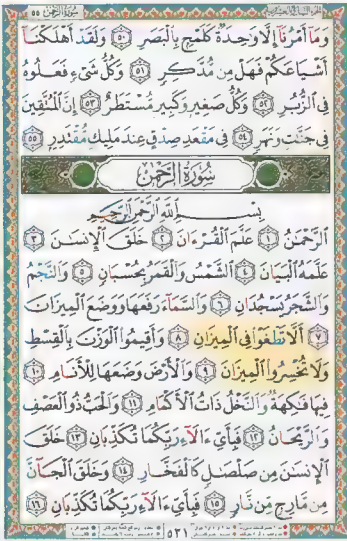 سورة الرحمن ٥٥
وَمَآ أَمْرُنَآ إِلَّا وَٰحِدَةٌ كَلَمْحٍۭ بِٱلْبَصَرِ ٥٠ وَلَقَدْ أَهْلَكْنَآ
أَشْيَاعَكُمْ فَهَلْ مِن مُّدَّكِرٍ ٥١ وَكُلُّ شَىْءٍ فَعَلُوهُ
فِى ٱلزُّبُرِ ٥٢ وَكُلُّ صَغِيرٍ وَكَبِيرٍ مُّسْتَطَرٌ ٥٣ إِنَّ ٱلْمُتَّقِينَ
فِى جَنَّٰتٍ وَنَهَرٍ ٥٤ فِى مَقْعَدِ صِدْقٍ عِندَ مَلِيكٍ مُّقْتَدِرٍۭ ٥٥
سورة الرحمن
بِسْمِ ٱللَّهِ ٱلرَّحْمَٰنِ ٱلرَّحِيمِ
ٱلرَّحْمَٰنُ ١ عَلَّمَ ٱلْقُرْءَانَ ٢ خَلَقَ ٱلْإِنسَٰنَ ٣
عَلَّمَهُ ٱلْبَيَانَ ٤ ٱلشَّمْسُ وَٱلْقَمَرُ بِحُسْبَانٍ ٥ وَٱلنَّجْمُ
وَٱلشَّجَرُ يَسْجُدَانِ ٦ وَٱلسَّمَآءَ رَفَعَهَا وَوَضَعَ ٱلْمِيزَانَ
٧ أَلَّا تَطْغَوْا۟ فِى ٱلْمِيزَانِ ٨ وَأَقِيمُوا۟ ٱلْوَزْنَ بِٱلْقِسْطِ
وَلَا تُخْسِرُوا۟ ٱلْمِيزَانَ ٩ وَٱلْأَرْضَ وَضَعَهَا لِلْأَنَامِ ١٠
فِيهَا فَٰكِهَةٌ وَٱلنَّخْلُ ذَاتُ ٱلْأَكْمَامِ ١١ وَٱلْحَبُّ ذُو ٱلْعَصْفِ
وَٱلرَّيْحَانُ ١٢ فَبِأَىِّ ءَالَآءِ رَبِّكُمَا تُكَذِّبَانِ ١٣ خَلَقَ
ٱلْإِنسَٰنَ مِن صَلْصَٰلٍ كَٱلْفَخَّارِ ١٤ وَخَلَقَ ٱلْجَآنَّ
مِن مَّارِجٍ مِّن نَّارٍ ١٥ فَبِأَىِّ ءَالَآءِ رَبِّكُمَا تُكَذِّبَانِ ١٦
٥٣١